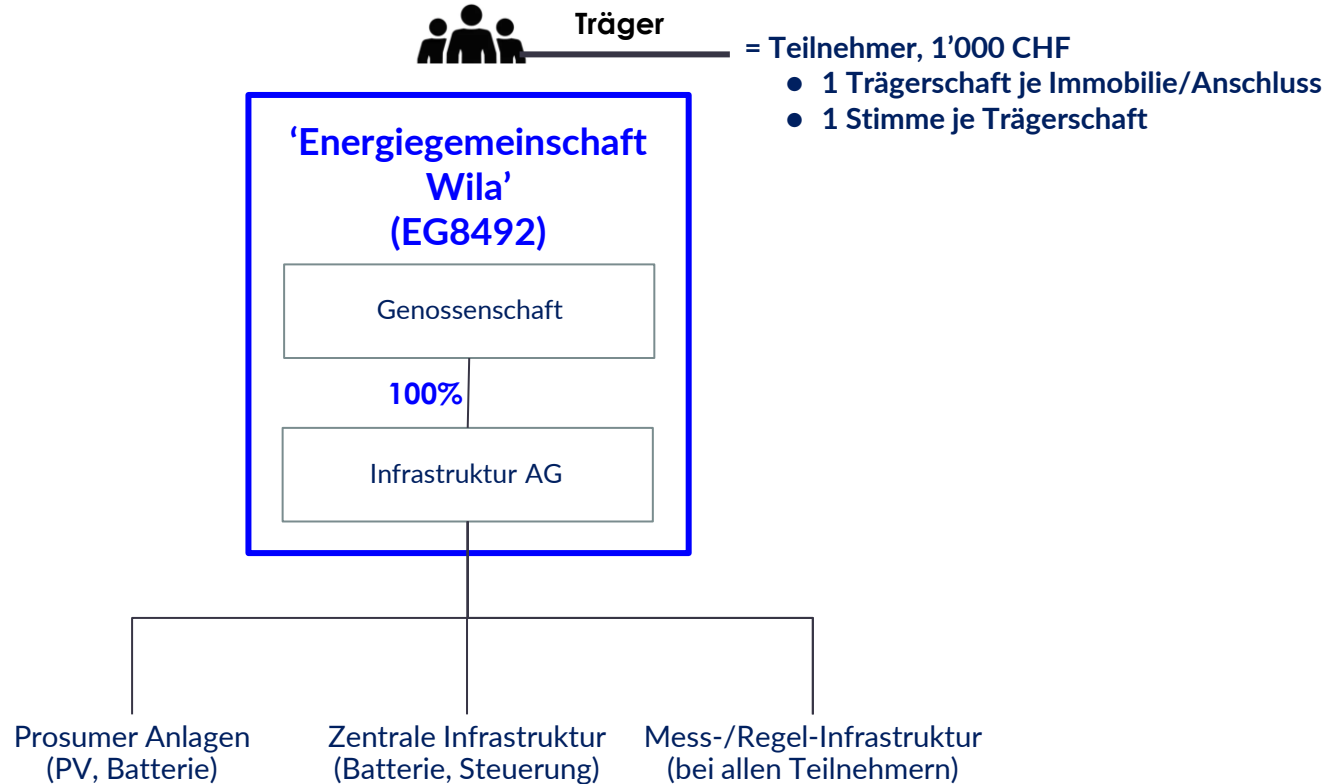 Träger
= Teilnehmer, 1’000 CHF
● 1 Trägerschaft je Immobilie/Anschluss
● 1 Stimme je Trägerschaft
‘Energiegemeinschaft
Wila’
(EG8492)
Genossenschaft
100%
Infrastruktur AG
Prosumer Anlagen
(PV, Batterie)
Zentrale Infrastruktur
(Batterie, Steuerung)
Mess-/Regel-Infrastruktur
(bei allen Teilnehmern)